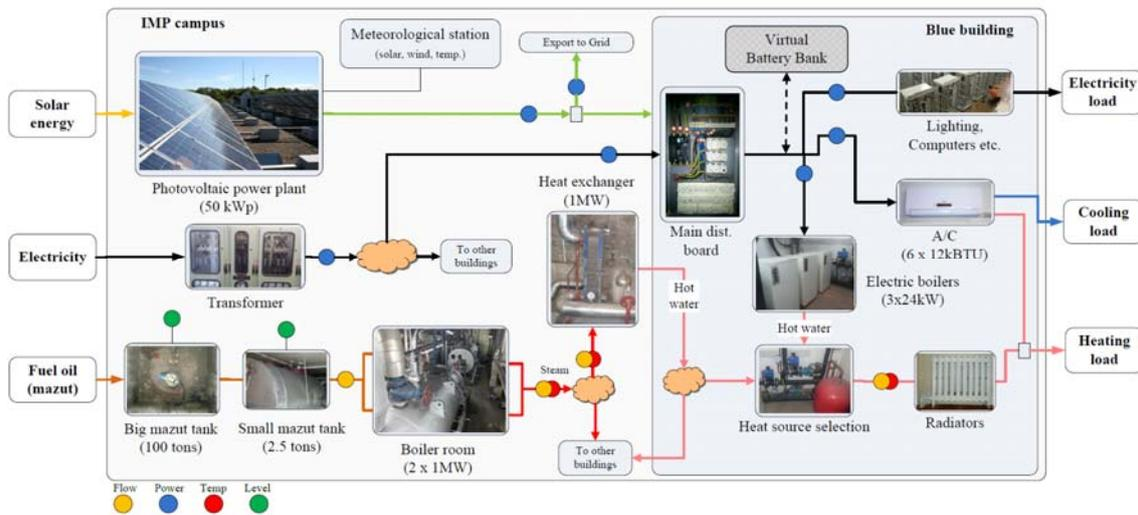 IMP campus
Blue building
Meteorological station
(solar, wind, temp.)
Export to Grid
Virtual
Battery Bank
Solar
energy
Electricity
load
Photovoltaic power plant
(50 kWp)
Heat exchanger
(1MW)
Main dist.
board
Lighting,
Computers etc.
A/C
(6 x 12kBTU)
Cooling
load
Electricity
Transformer
To other
buildings
Hot
water
Electric boilers
(3x24kW)
Hot water
Fuel oil
(mazut)
Steam
Heating
load
Big mazut tank
(100 tons)
Small mazut tank
(2.5 tons)
Boiler room
(2 x 1MW)
To other
buildings
Heat source selection
Radiators
Flow
Power
Temp
Level